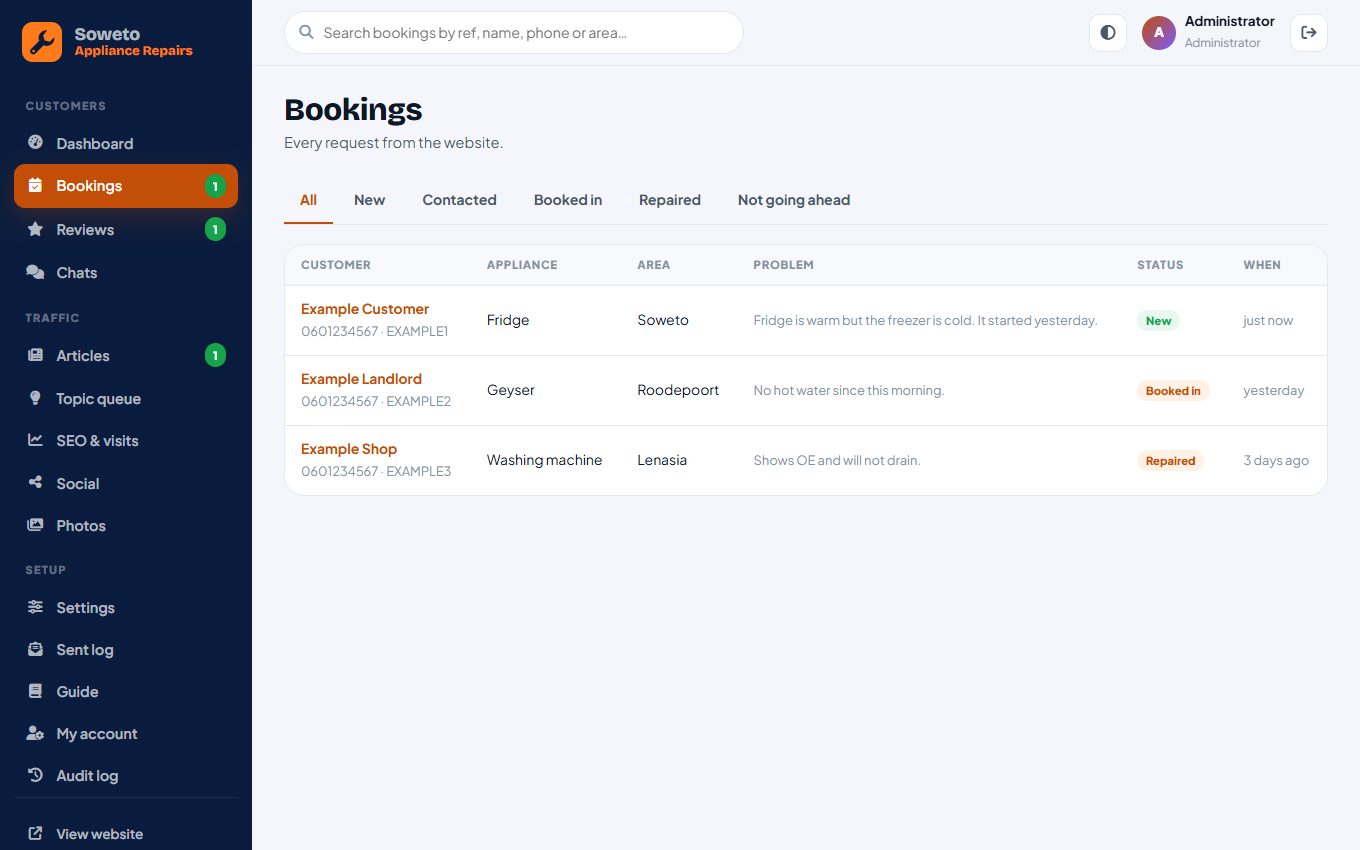 Soweto
Appliance Repairs
CUSTOMERS
Dashboard
Bookings 1
Reviews 1
Chats
TRAFFIC
Articles 1
Topic queue
SEO & visits
Social
Photos
SETUP
Settings
Sent log
Guide
My account
Audit log
View website
Search bookings by ref, name, phone or area...
A
Administrator
Administrator
Bookings
Every request from the website.
All New Contacted Booked in Repaired Not going ahead
CUSTOMER APPLIANCE AREA PROBLEM STATUS WHEN
Example Customer
0601234567 · EXAMPLE1
Fridge Soweto Fridge is warm but the freezer is cold. It started yesterday. New just now
Example Landlord
0601234567 · EXAMPLE2
Geyser Roodepoort No hot water since this morning. Booked in yesterday
Example Shop
0601234567 · EXAMPLE3
Washing machine Lenasia Shows OE and will not drain. Repaired 3 days ago